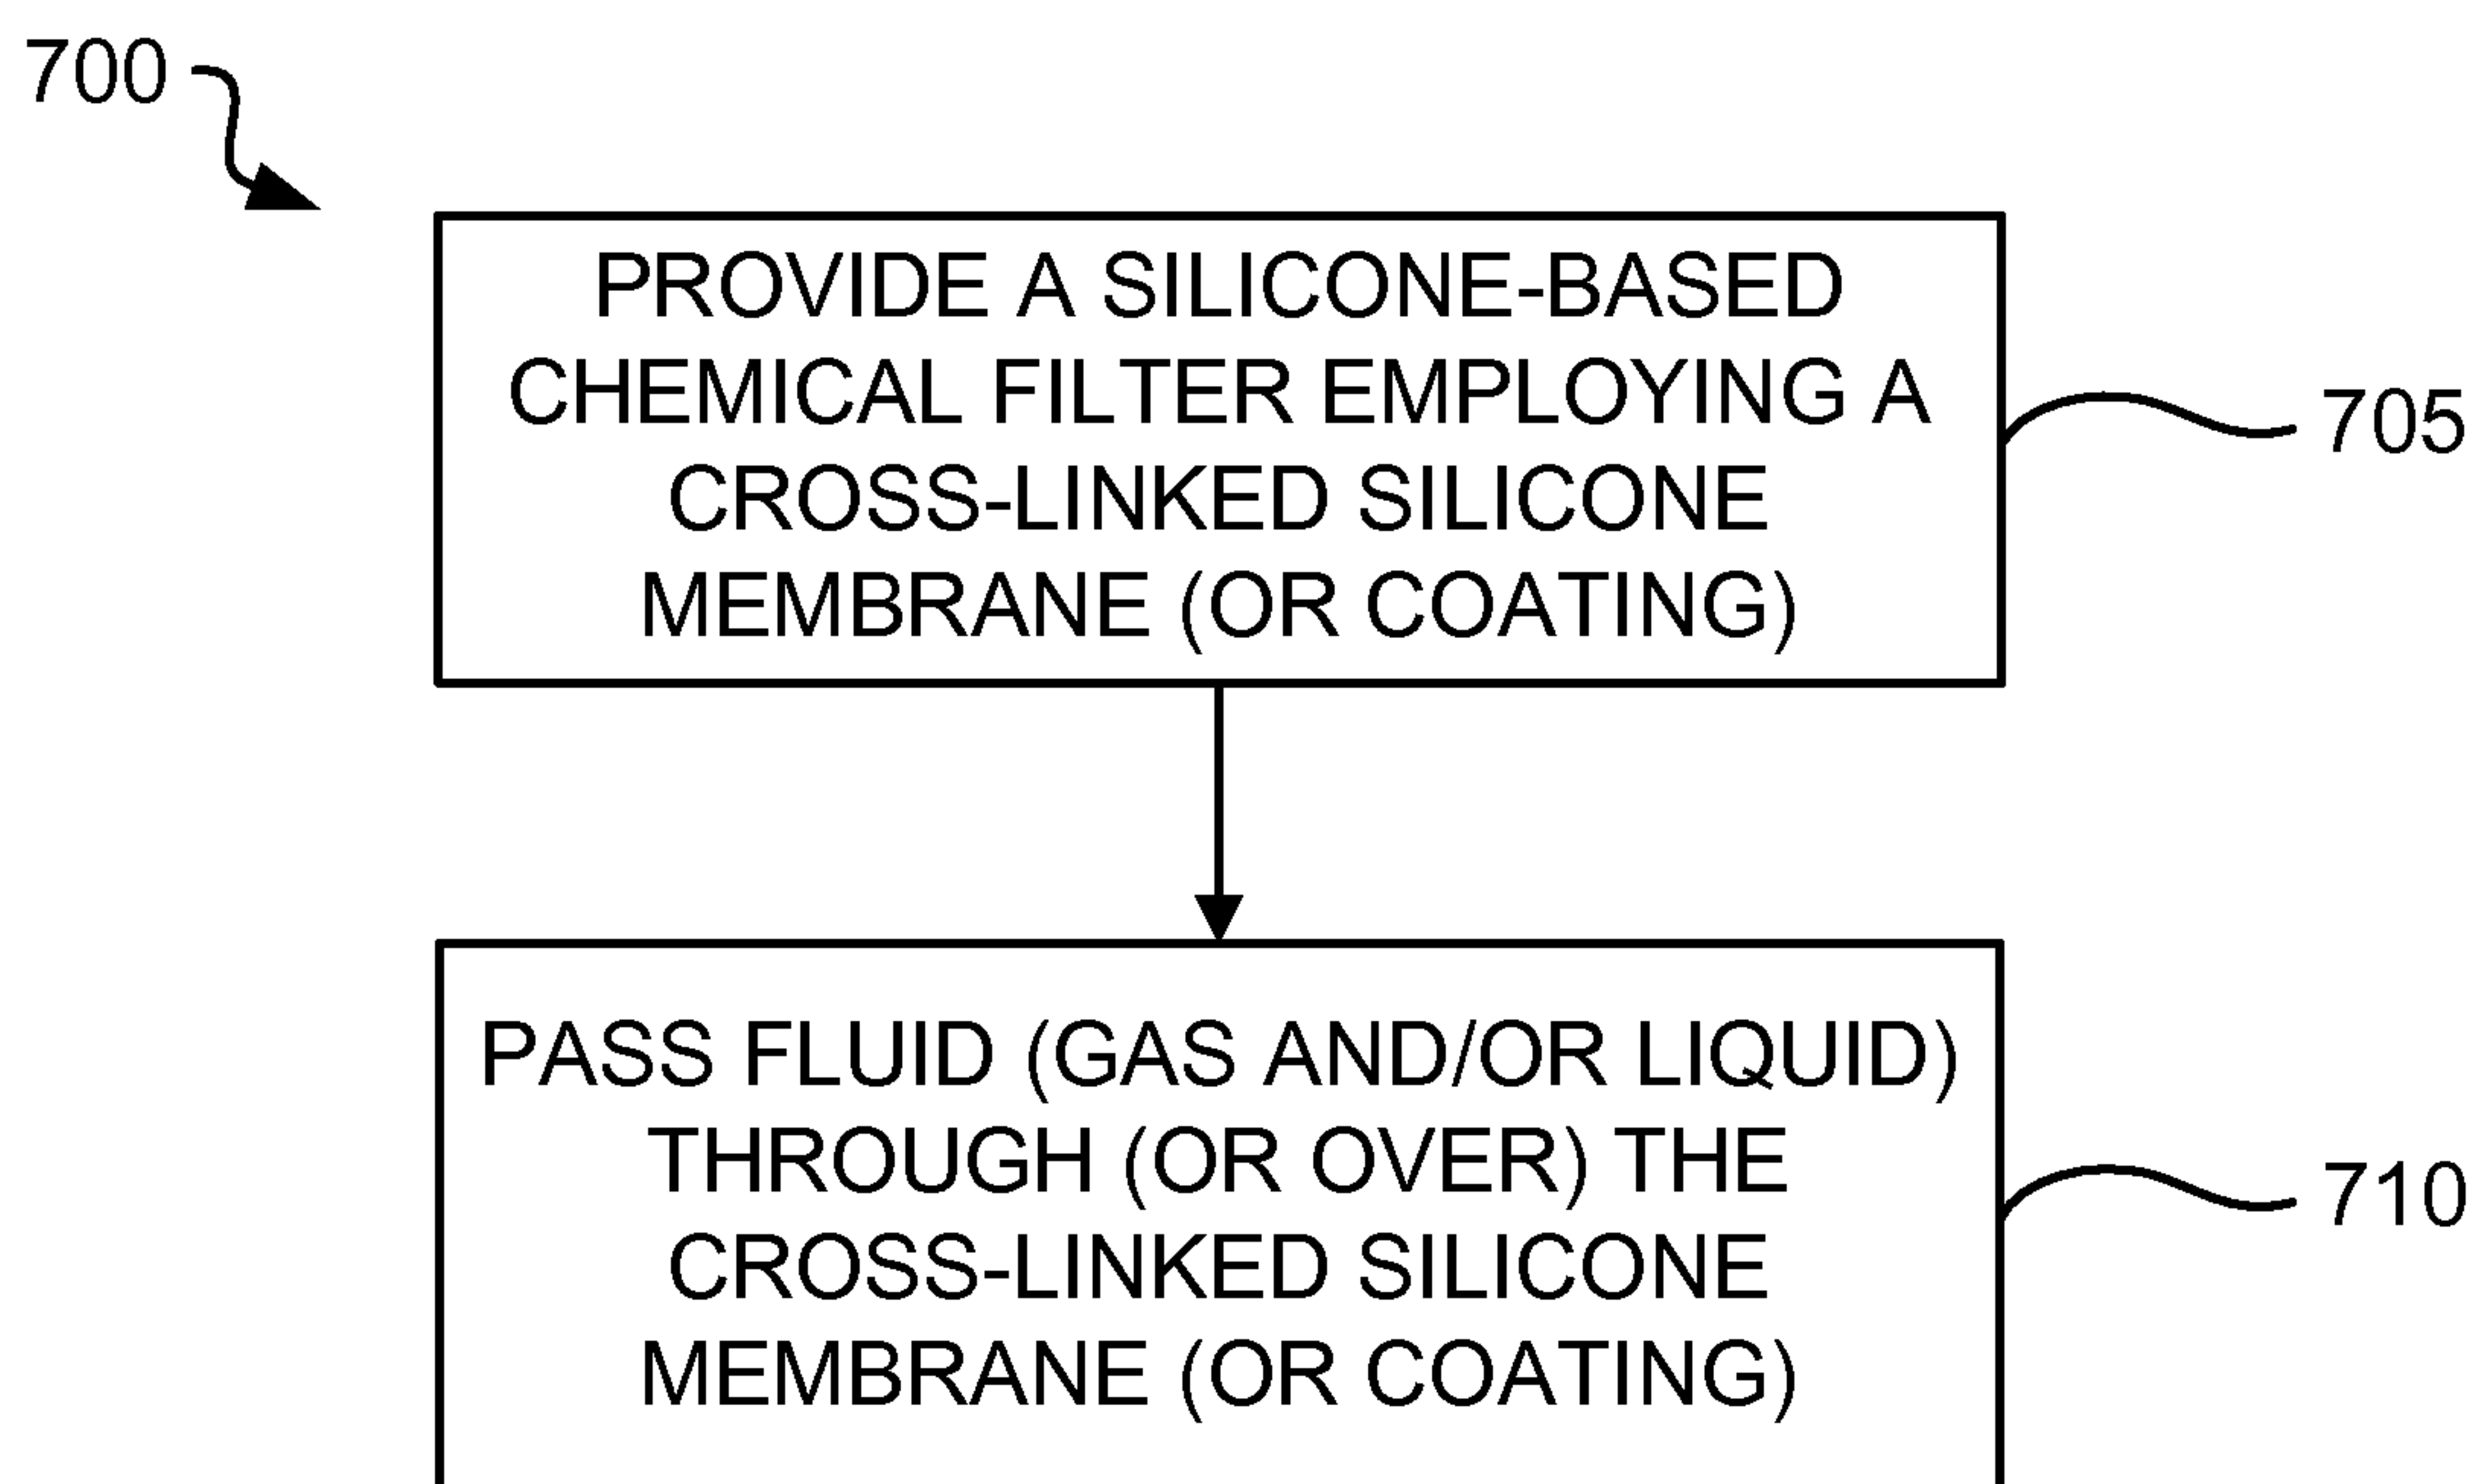 700
PROVIDE A SILICONE-BASED
CHEMICAL FILTER EMPLOYING A
CROSS-LINKED SILICONE
MEMBRANE (OR COATING)
705
PASS FLUID (GAS AND/OR LIQUID)
THROUGH (OR OVER) THE
CROSS-LINKED SILICONE
MEMBRANE (OR COATING)
710